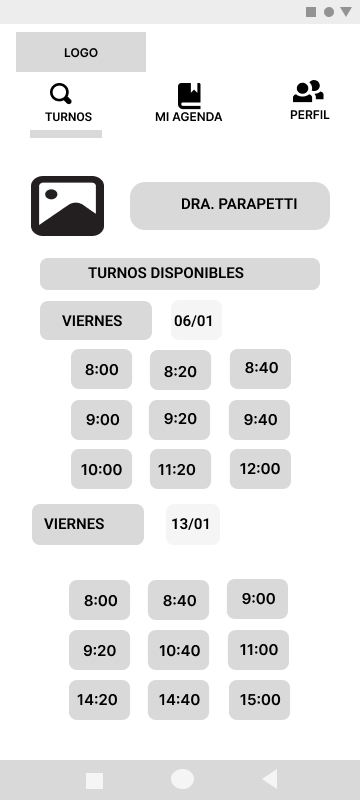 LOGO
TURNOS MI AGENDA PERFIL
DRA. PARAPETTI
TURNOS DISPONIBLES
VIERNES 06/01
8:00 8:20 8:40
9:00 9:20 9:40
10:00 11:20 12:00
VIERNES 13/01
8:00 8:40 9:00
9:20 10:40 11:00
14:20 14:40 15:00